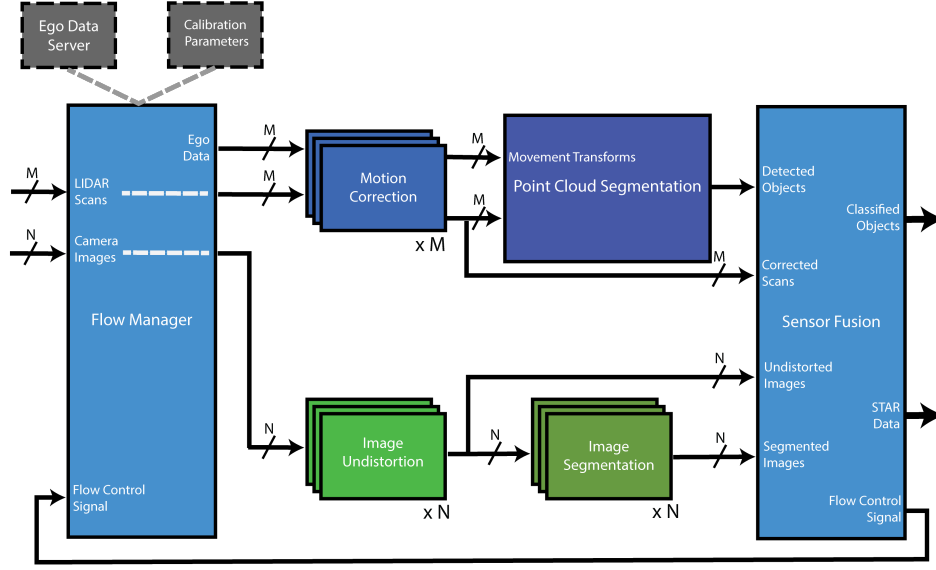 Ego Data
Server
Calibration
Parameters
Ego
Data
M
M
M
LIDAR
Scans
M
N
Camera
Images
Flow Manager
Flow Control
Signal
Motion
Correction
x M
M
M
Movement Transforms
Point Cloud Segmentation
M
N
Image
Undistortion
x N
N
Image
Segmentation
x N
N
N
Detected
Objects
Classified
Objects
Corrected
Scans
Sensor Fusion
Undistorted
Images
STAR
Data
Segmented
Images
Flow Control
Signal